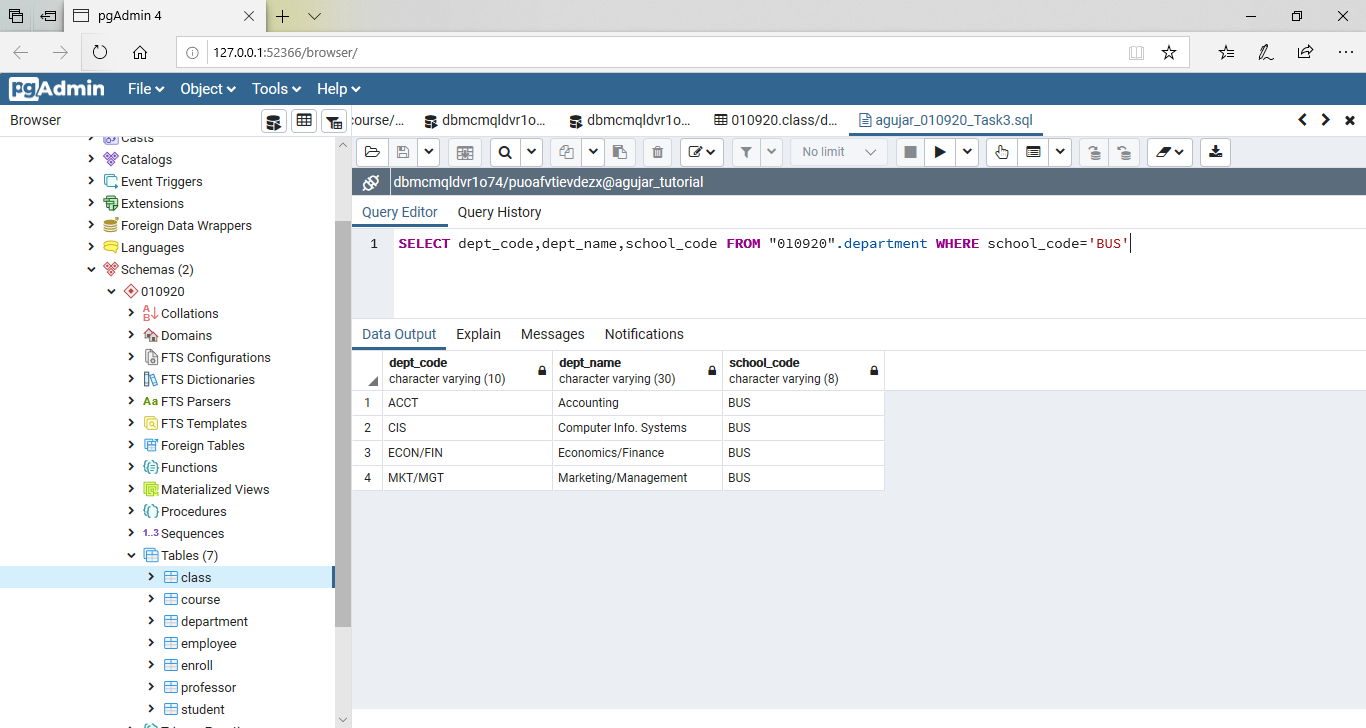 pgAdmin 4
127.0.0.1:52366/browser/
pgAdmin File Object Tools Help
Browser
:ourse/... dbmcmqldvr1o... dbmcmqldvr1o... 010920.class/d... agujar_010920_Task3.sql
No limit
dbmcmqldvr1o74/puoafvtievdezx@agujar_tutorial
Query Editor Query History
1 SELECT dept_code,dept_name,school_code FROM "010920".department WHERE school_code='BUS'
Data Output Explain Messages Notifications
dept_code dept_name school_code
character varying (10) character varying (30) character varying (8)
1 ACCT Accounting BUS
2 CIS Computer Info. Systems BUS
3 ECON/FIN Economics/Finance BUS
4 MKT/MGT Marketing/Management BUS
Casts
Catalogs
Event Triggers
Extensions
Foreign Data Wrappers
Languages
Schemas (2)
010920
Collations
Domains
FTS Configurations
FTS Dictionaries
Aa FTS Parsers
FTS Templates
Foreign Tables
Functions
Materialized Views
Procedures
1..3 Sequences
Tables (7)
class
course
department
employee
enroll
professor
student